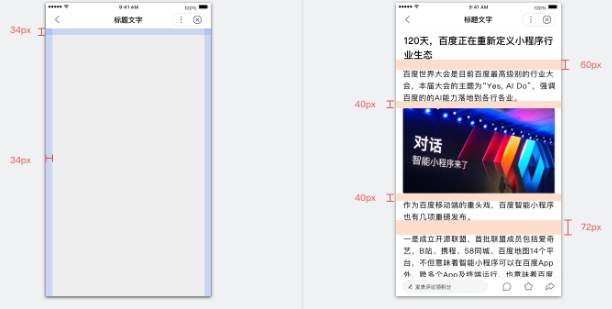 9:41 AM
100%
标题文字
34px
34px
9:41 AM
100%
标题文字
120天，百度正在重新定义小程序行
业生态
60px
百度世界大会是目前百度最高级别的行业大
会，本届大会的主题为“Yes, AI Do”，强调
百度的的AI能力落地到各行各业。
40px
对话
智能小程序来了
40px
作为百度移动端的重头戏，百度智能小程序
也有几项重磅发布。
72px
一是成立开源联盟，首批联盟成员包括爱奇
艺、B站、携程、58同城、百度地图14个平
台，不但意味着智能小程序可以在百度App
外，跨多个App及终端运行，也意味着百度
发表评论领积分